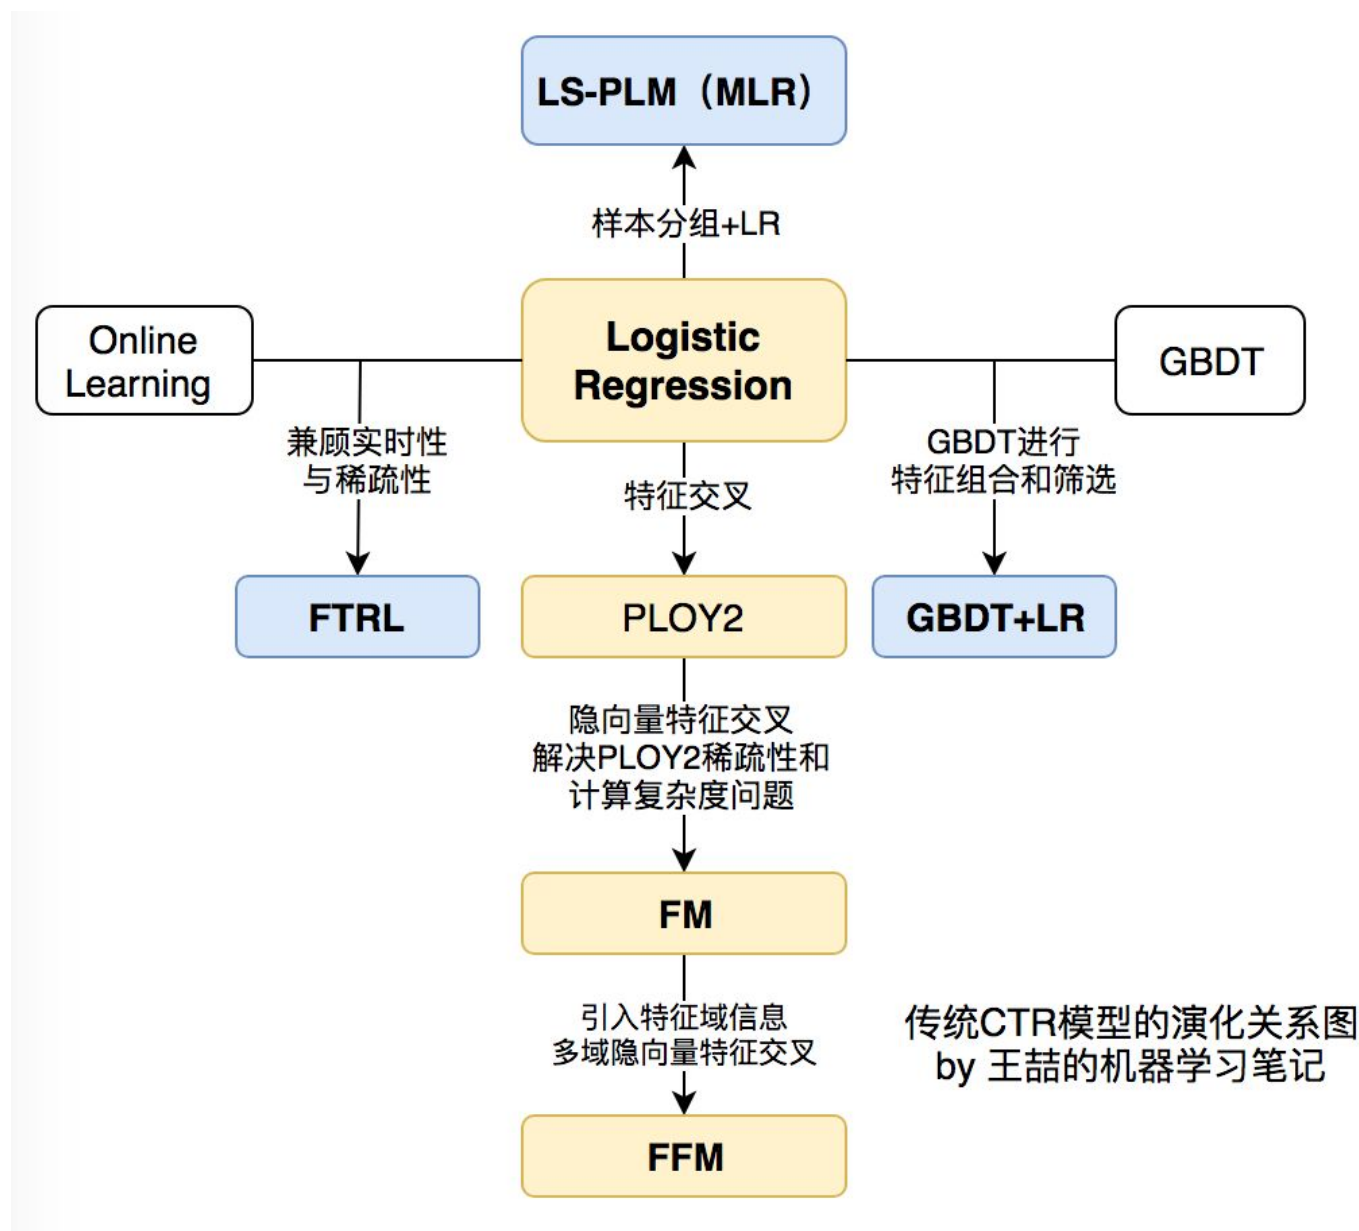 LS-PLM（MLR）
样本分组+LR
Online
Learning
Logistic
Regression
GBDT
兼顾实时性
与稀疏性
特征交叉
GBDT进行
特征组合和筛选
FTRL
PLOY2
GBDT+LR
隐向量特征交叉
解决PLOY2稀疏性和
计算复杂度问题
FM
引入特征域信息
多域隐向量特征交叉
传统CTR模型的演化关系图
by 王喆的机器学习笔记
FFM